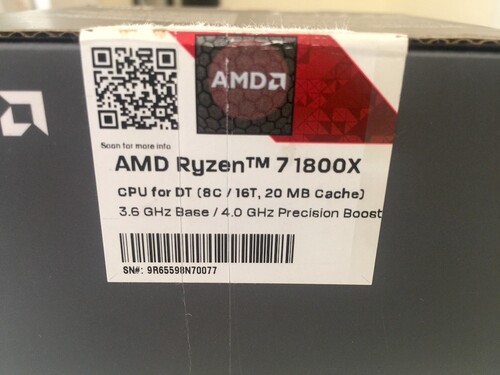 AMD
Scan for more info
AMD Ryzen™ 7 1800X
CPU for DT (8C / 16T, 20 MB Cache)
3.6 GHz Base / 4.0 GHz Precision Boost
SN#: 9R65590N70077